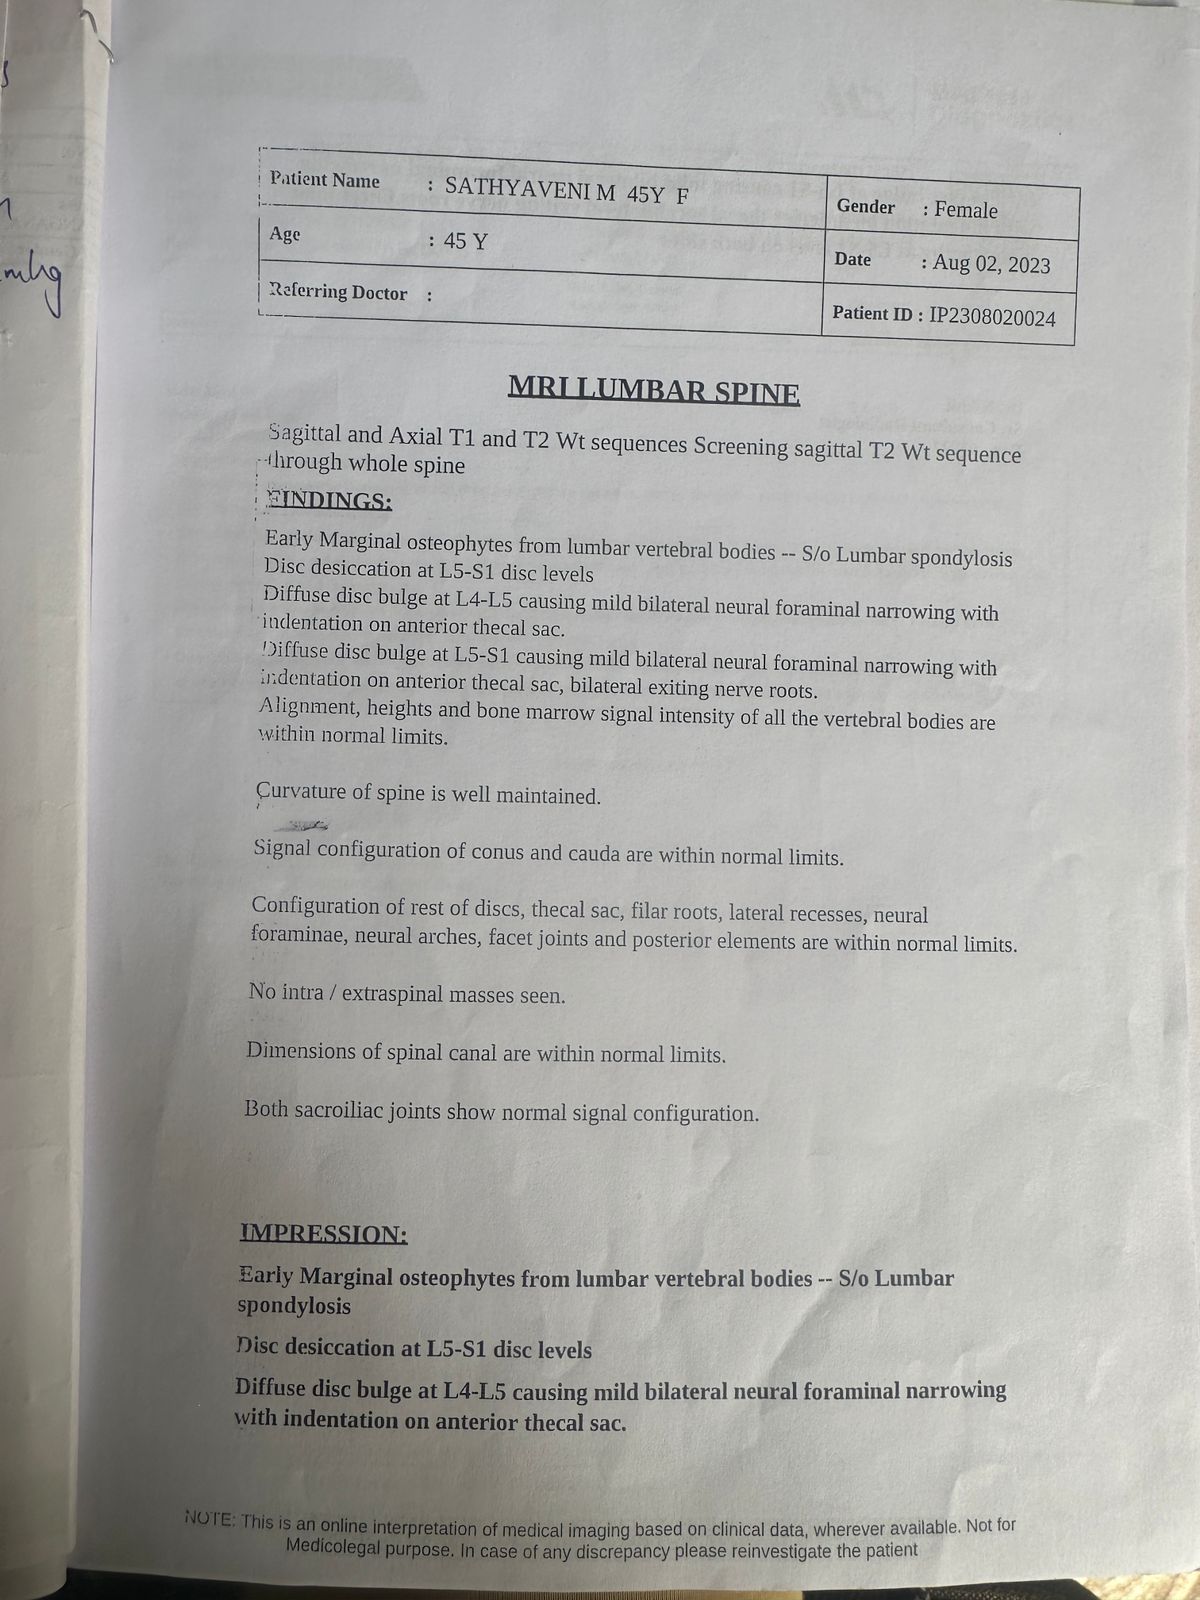 Patient Name : SATHYAVENI M 45Y F
Gender : Female
Age : 45 Y
Date : Aug 02, 2023
Referring Doctor :
Patient ID : IP2308020024
MRI LUMBAR SPINE
Sagittal and Axial T1 and T2 Wt sequences Screening sagittal T2 Wt sequence
through whole spine
FINDINGS:
Early Marginal osteophytes from lumbar vertebral bodies -- S/o Lumbar spondylosis
Disc desiccation at L5-S1 disc levels
Diffuse disc bulge at L4-L5 causing mild bilateral neural foraminal narrowing with
indentation on anterior thecal sac.
Diffuse disc bulge at L5-S1 causing mild bilateral neural foraminal narrowing with
indentation on anterior thecal sac, bilateral exiting nerve roots.
Alignment, heights and bone marrow signal intensity of all the vertebral bodies are
within normal limits.
Curvature of spine is well maintained.
Signal configuration of conus and cauda are within normal limits.
Configuration of rest of discs, thecal sac, filar roots, lateral recesses, neural
foraminae, neural arches, facet joints and posterior elements are within normal limits.
No intra / extraspinal masses seen.
Dimensions of spinal canal are within normal limits.
Both sacroiliac joints show normal signal configuration.
IMPRESSION:
Early Marginal osteophytes from lumbar vertebral bodies -- S/o Lumbar
spondylosis
Disc desiccation at L5-S1 disc levels
Diffuse disc bulge at L4-L5 causing mild bilateral neural foraminal narrowing
with indentation on anterior thecal sac.
NOTE: This is an online interpretation of medical imaging based on clinical data, wherever available. Not for
Medicolegal purpose. In case of any discrepancy please reinvestigate the patient